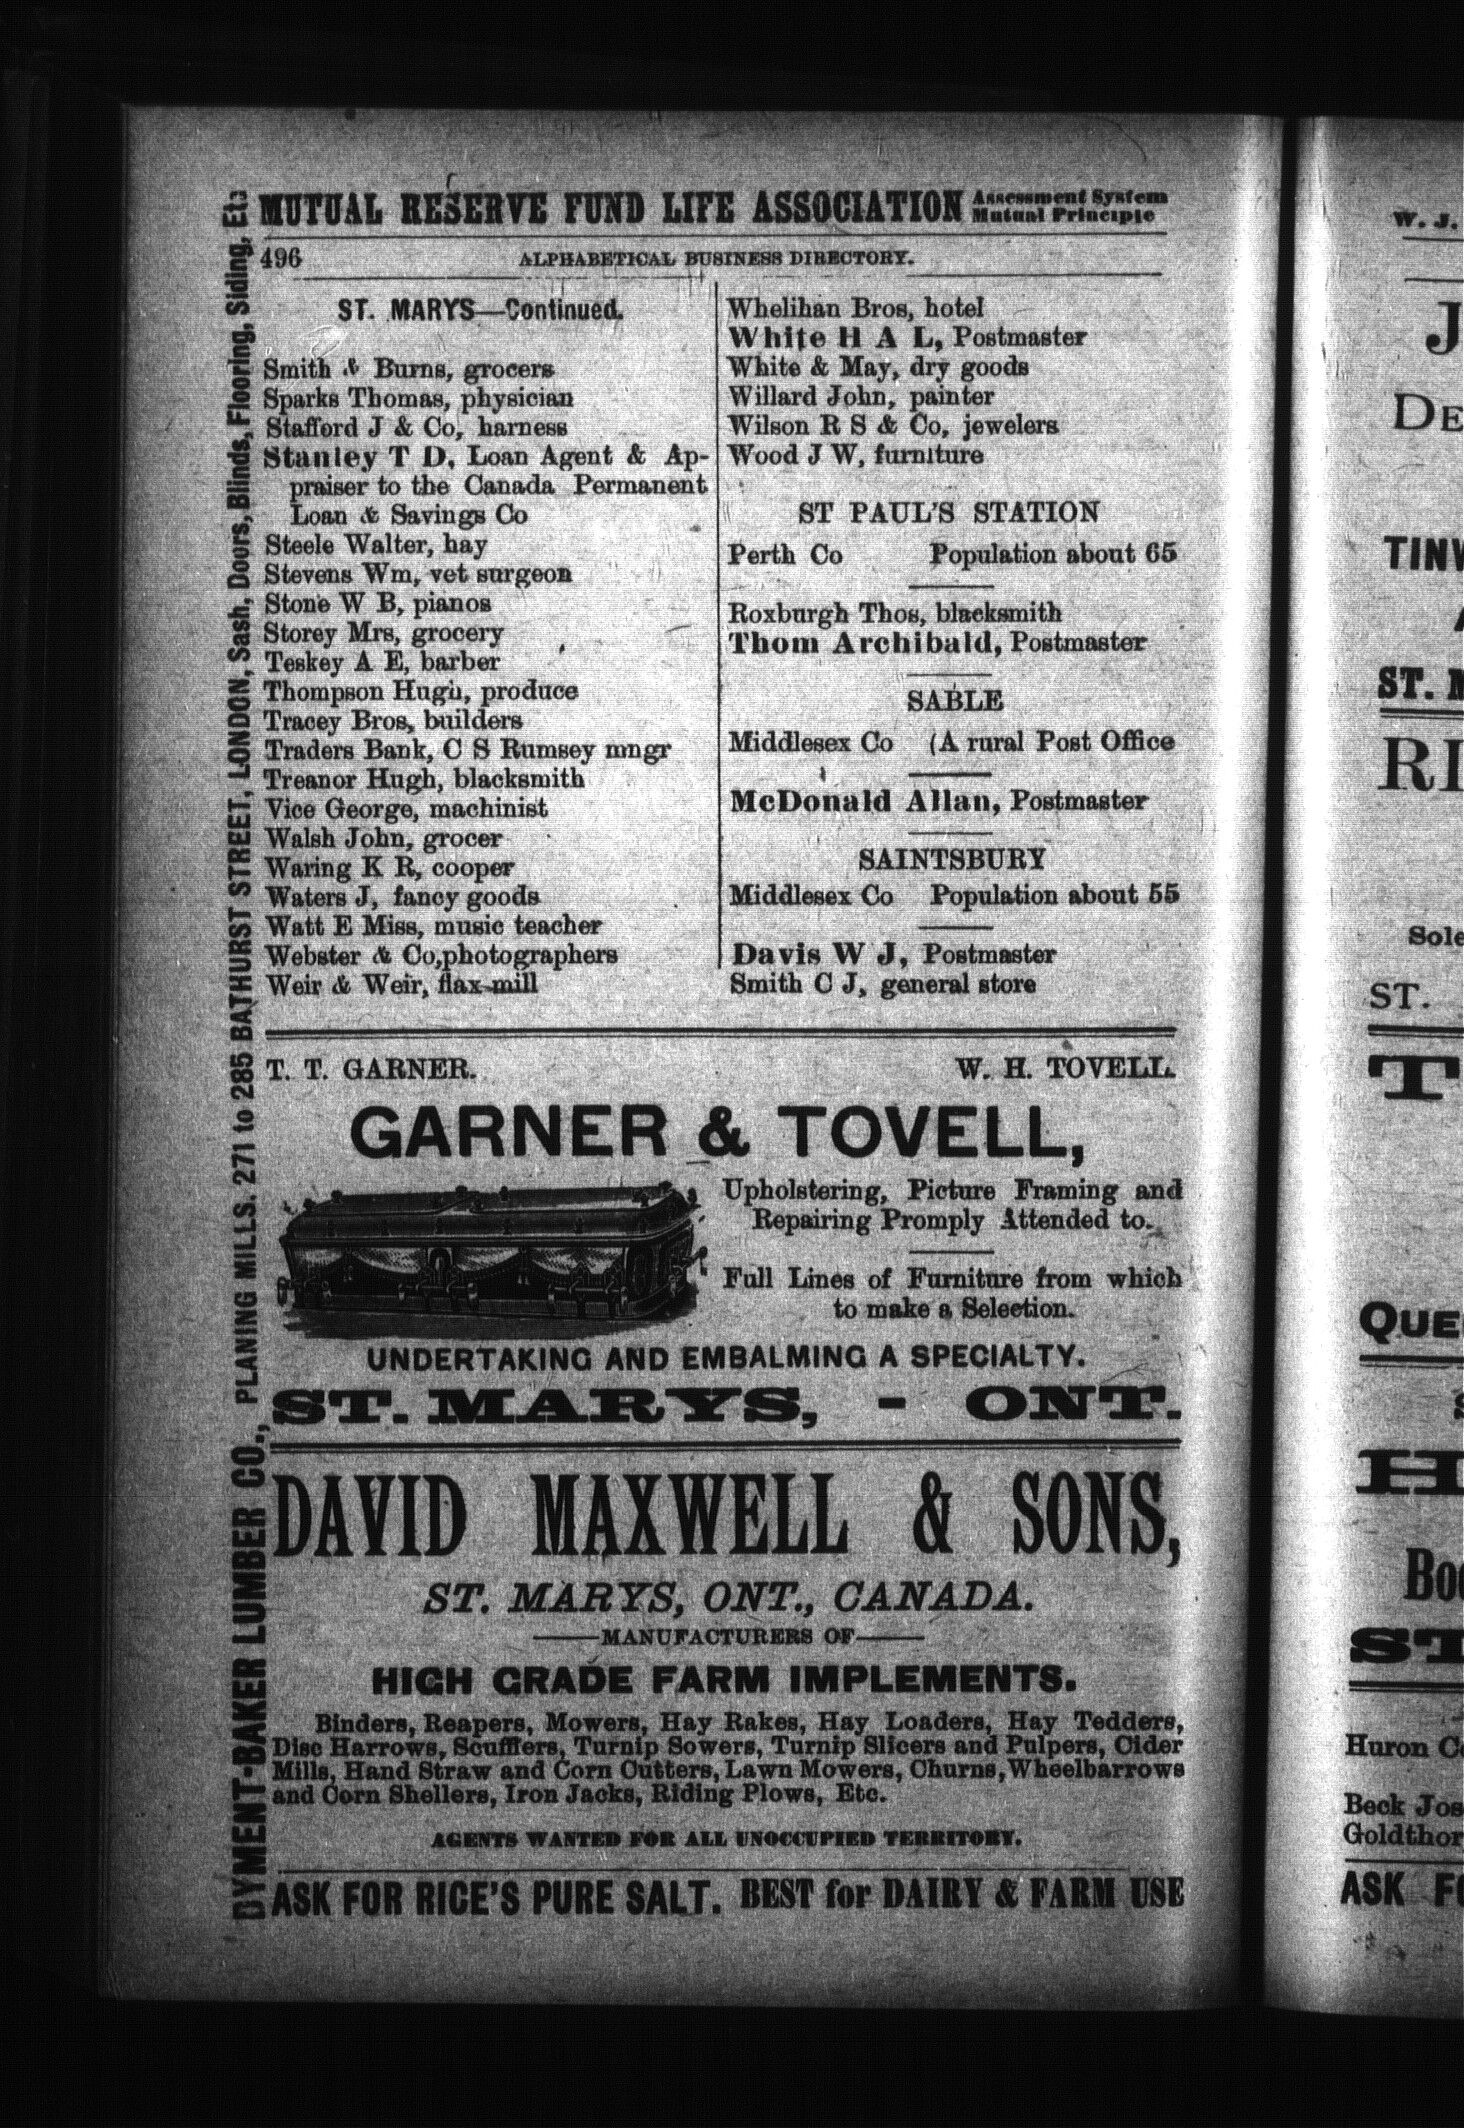 MUTUAL RESERVE FUND LIFE ASSOCIATION Assessment System
Mutual Principle
496
ALPHABETICAL BUSINESS DIRECTORY.
ST. MARYS—Continued.
Smith & Burns, grocers
Sparks Thomas, physician
Stafford J & Co, harness
Stanley T D, Loan Agent & Ap-
praiser to the Canada Permanent
Loan & Savings Co
Steele Walter, hay
Stevens Wm, vet surgeon
Stone W B, pianos
Storey Mrs, grocery
Teskey A E, barber
Thompson Hugh, produce
Tracey Bros, builders
Traders Bank, C S Rumsey mngr
Treanor Hugh, blacksmith
Vice George, machinist
Walsh John, grocer
Waring K R, cooper
Waters J, fancy goods
Watt E Miss, music teacher
Webster & Co,photographers
Weir & Weir, flax mill
Whelihan Bros, hotel
White H A L, Postmaster
White & May, dry goods
Willard John, painter
Wilson R S & Co, jewelers
Wood J W, furniture
ST PAUL'S STATION
Perth Co Population about 65
Roxburgh Thos, blacksmith
Thom Archibald, Postmaster
SABLE
Middlesex Co (A rural Post Office
McDonald Allan, Postmaster
SAINTSBURY
Middlesex Co Population about 55
Davis W J, Postmaster
Smith C J, general store
T. T. GARNER. W. H. TOVELL.
GARNER & TOVELL,
Upholstering, Picture Framing and
Repairing Promply Attended to.
Full Lines of Furniture from which
to make a Selection.
UNDERTAKING AND EMBALMING A SPECIALTY.
ST. MARYS, - ONT.
DAVID MAXWELL & SONS,
ST. MARYS, ONT., CANADA.
MANUFACTURERS OF
HIGH GRADE FARM IMPLEMENTS.
Binders, Reapers, Mowers, Hay Rakes, Hay Loaders, Hay Tedders,
Disc Harrows, Scufflers, Turnip Sowers, Turnip Slicers and Pulpers, Cider
Mills, Hand Straw and Corn Cutters, Lawn Mowers, Churns, Wheelbarrows
and Corn Shellers, Iron Jacks, Riding Plows, Etc.
AGENTS WANTED FOR ALL UNOCCUPIED TERRITORY.
ASK FOR RICE'S PURE SALT. BEST for DAIRY & FARM USE
DYMENT-BAKER LUMBER CO., PLANING MILLS. 271 to 285 BATHURST STREET, LONDON, Sash, Doors, Blinds, Flooring, Siding, Etc
W. J.
ST.
Sole
ST.
Huron
Beck
ASK